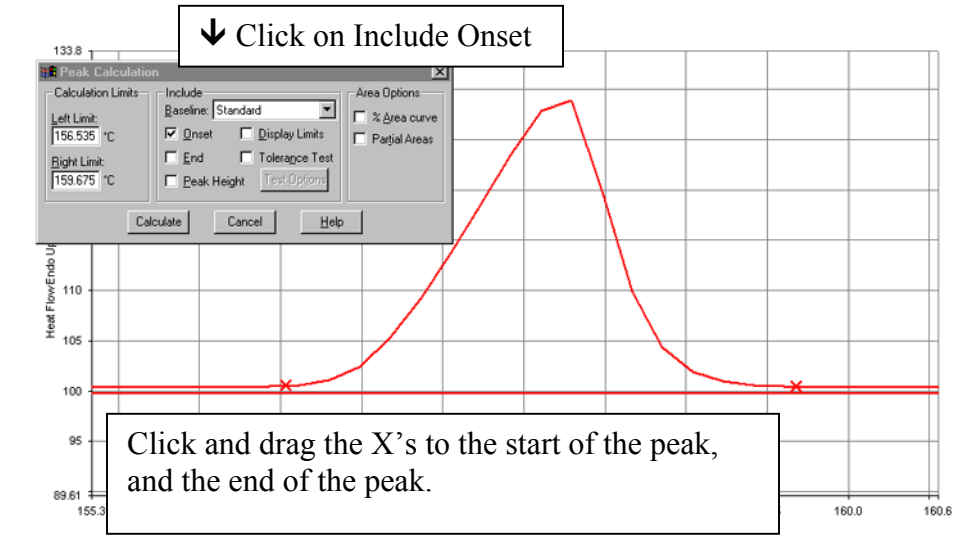 🡻 Click on Include Onset
133.8
Peak Calculation
Calculation Limits
Left Limit:
156.535 °C
Right Limit:
159.675 °C
Include
Baseline: Standard
Onset
Display Limits
End
Tolerance Test
Peak Height
Test Options
Area Options
% Area curve
Partial Areas
Calculate
Cancel
Help
Heat Flow Endo Up
110
105
100
95
89.61
Click and drag the X's to the start of the peak,
and the end of the peak.
155.3
160.0
160.6